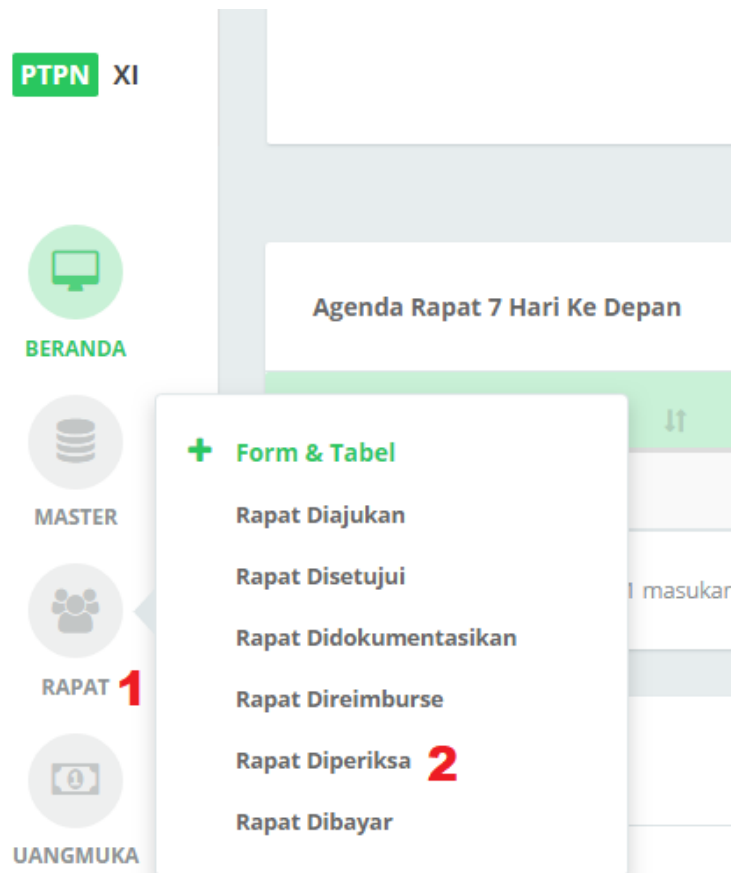 PTPN XI
BERANDA
MASTER
RAPAT 1
UANGMUKA
Agenda Rapat 7 Hari Ke Depan
+ Form & Tabel
Rapat Diajukan
Rapat Disetujui
Rapat Didokumentasikan
Rapat Direimburse
Rapat Diperiksa 2
Rapat Dibayar
1 masukan